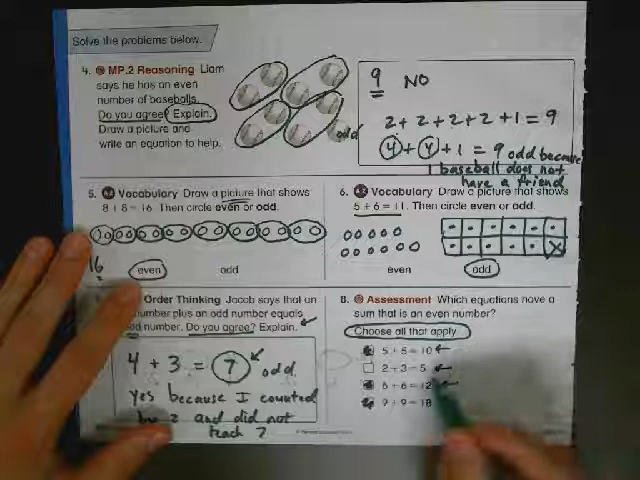 Solve the problems below.
4. MP.2 Reasoning Liam
says he has an even
number of baseballs.
Do you agree? Explain.
Draw a picture and
write an equation to help.
odd
9 NO
2 + 2 + 2 + 2 + 1 = 9
4 + 4 + 1 = 9 odd because
1 baseball does not
have a friend
5. Vocabulary Draw a picture that shows
8 + 8 = 16. Then circle even or odd.
16
even odd
6. Vocabulary Draw a picture that shows
5 + 6 = 11. Then circle even or odd.
even odd
Order Thinking Jacob says that an
number plus an odd number equals
odd number. Do you agree? Explain.
4 + 3 = 7 odd
Yes because I counted
by 2 and did not
reach 7
8. Assessment Which equations have a
sum that is an even number?
Choose all that apply
5 + 5 = 10
2 + 3 = 5
6 + 6 = 12
9 + 9 = 18